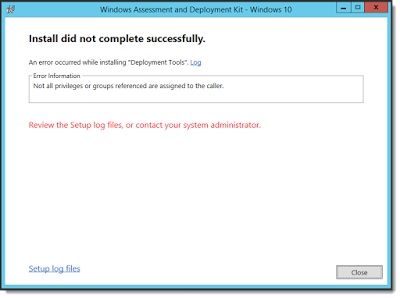 Windows Assessment and Deployment Kit - Windows 10
Install did not complete successfully.
An error occurred while installing "Deployment Tools". Log
Error Information
Not all privileges or groups referenced are assigned to the caller.
Review the Setup log files, or contact your system administrator.
Setup log files
Close